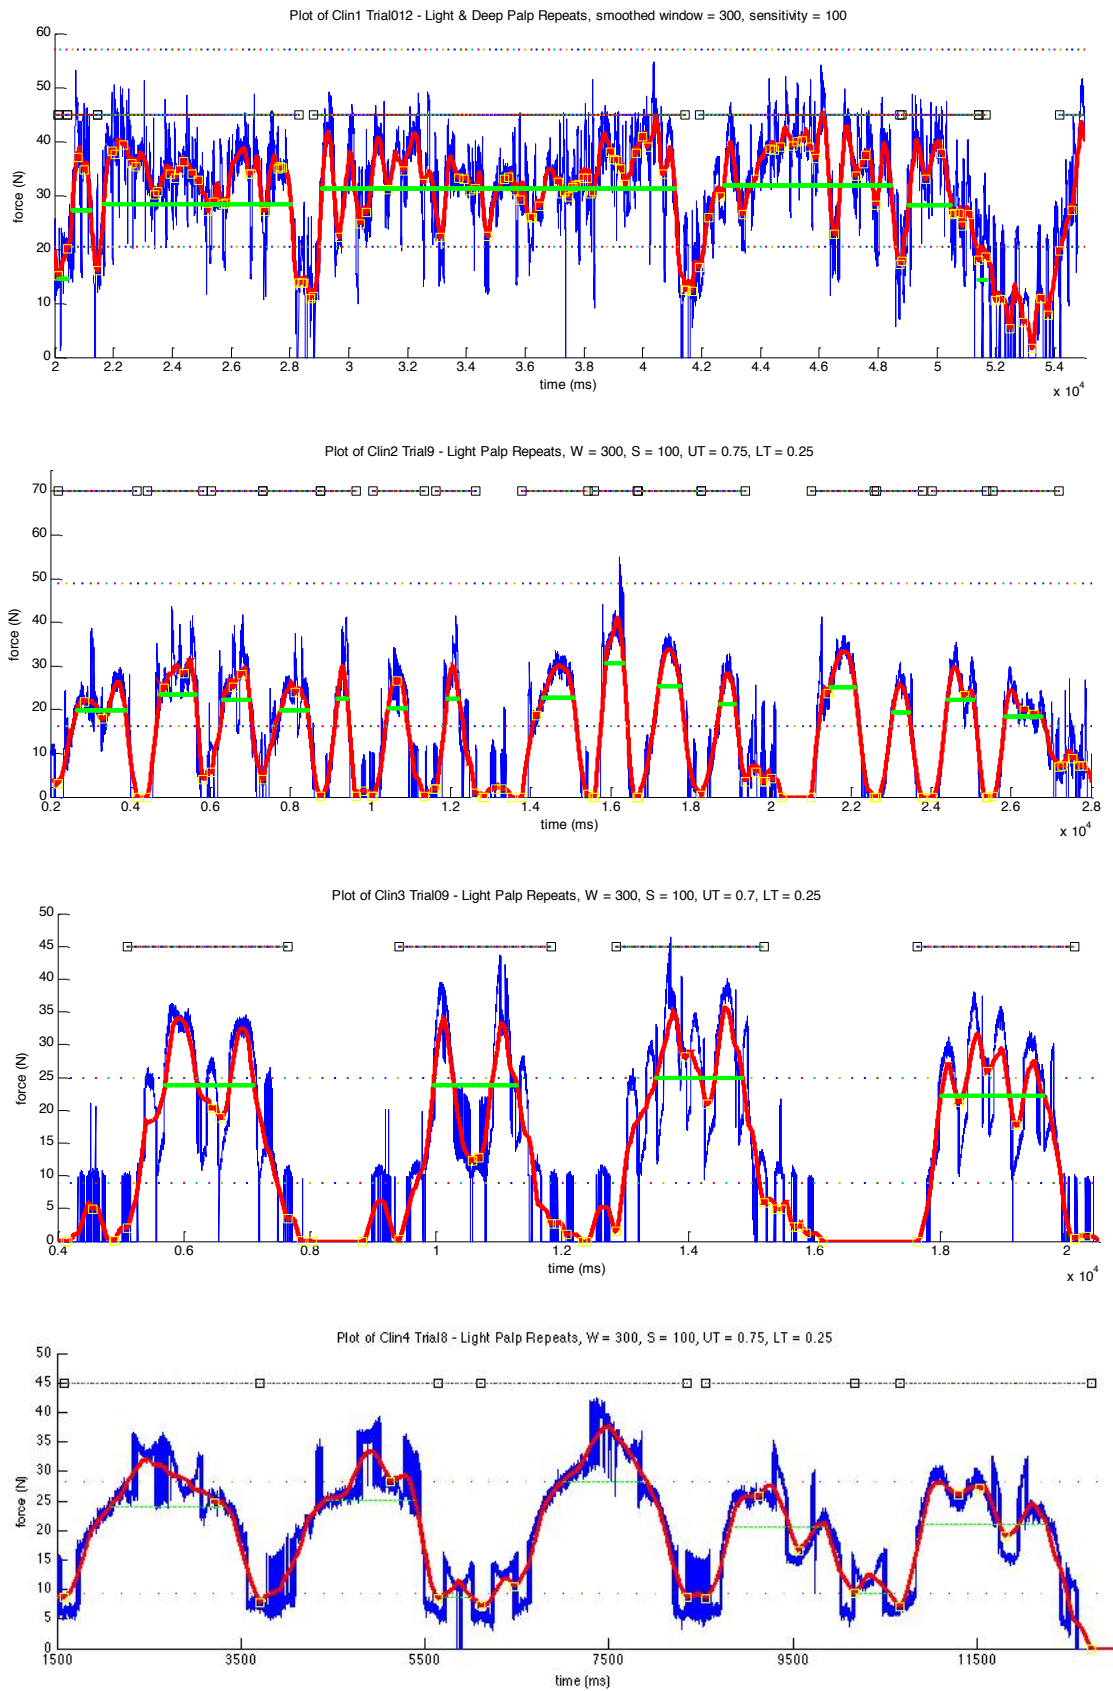 Plot of Clin1 Trial012 - Light & Deep Palp Repeats, smoothed window = 300, sensitivity = 100
60
50
40
30
20
10
0
force (N)
2 2.2 2.4 2.6 2.8 3 3.2 3.4 3.6 3.8 4 4.2 4.4 4.6 4.8 5 5.2 5.4
time (ms)
x 10^4
Plot of Clin2 Trial9 - Light Palp Repeats, W = 300, S = 100, UT = 0.75, LT = 0.25
70
60
50
40
30
20
10
0
force (N)
0.2 0.4 0.6 0.8 1 1.2 1.4 1.6 1.8 2 2.2 2.4 2.6 2.8
time (ms)
x 10^4
Plot of Clin3 Trial09 - Light Palp Repeats, W = 300, S = 100, UT = 0.7, LT = 0.25
50
45
40
35
30
25
20
15
10
5
0
force (N)
0.4 0.6 0.8 1 1.2 1.4 1.6 1.8 2
time (ms)
x 10^4
Plot of Clin4 Trial8 - Light Palp Repeats, W = 300, S = 100, UT = 0.75, LT = 0.25
50
45
40
35
30
25
20
15
10
5
0
force (N)
1500 3500 5500 7500 9500 11500
time (ms)